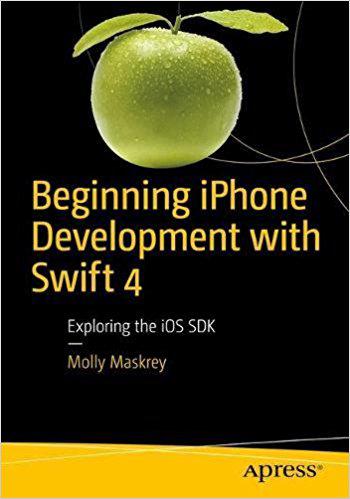 Beginning iPhone
Development with
Swift 4
Exploring the iOS SDK
—
Molly Maskrey
Apress®